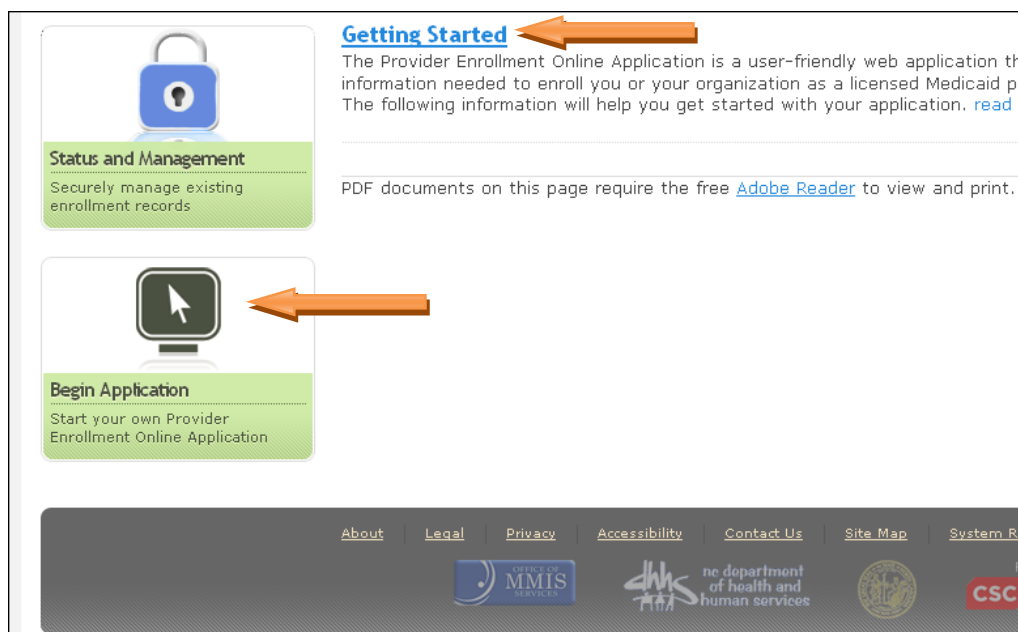 Getting Started
The Provider Enrollment Online Application is a user-friendly web application
information needed to enroll you or your organization as a licensed Medicaid
The following information will help you get started with your application. read
Status and Management
Securely manage existing
enrollment records
PDF documents on this page require the free Adobe Reader to view and print.
Begin Application
Start your own Provider
Enrollment Online Application
About Legal Privacy Accessibility Contact Us Site Map System
OFFICE OF
MMIS
SERVICES
dhhs
nc department
of health and
human services
CSC